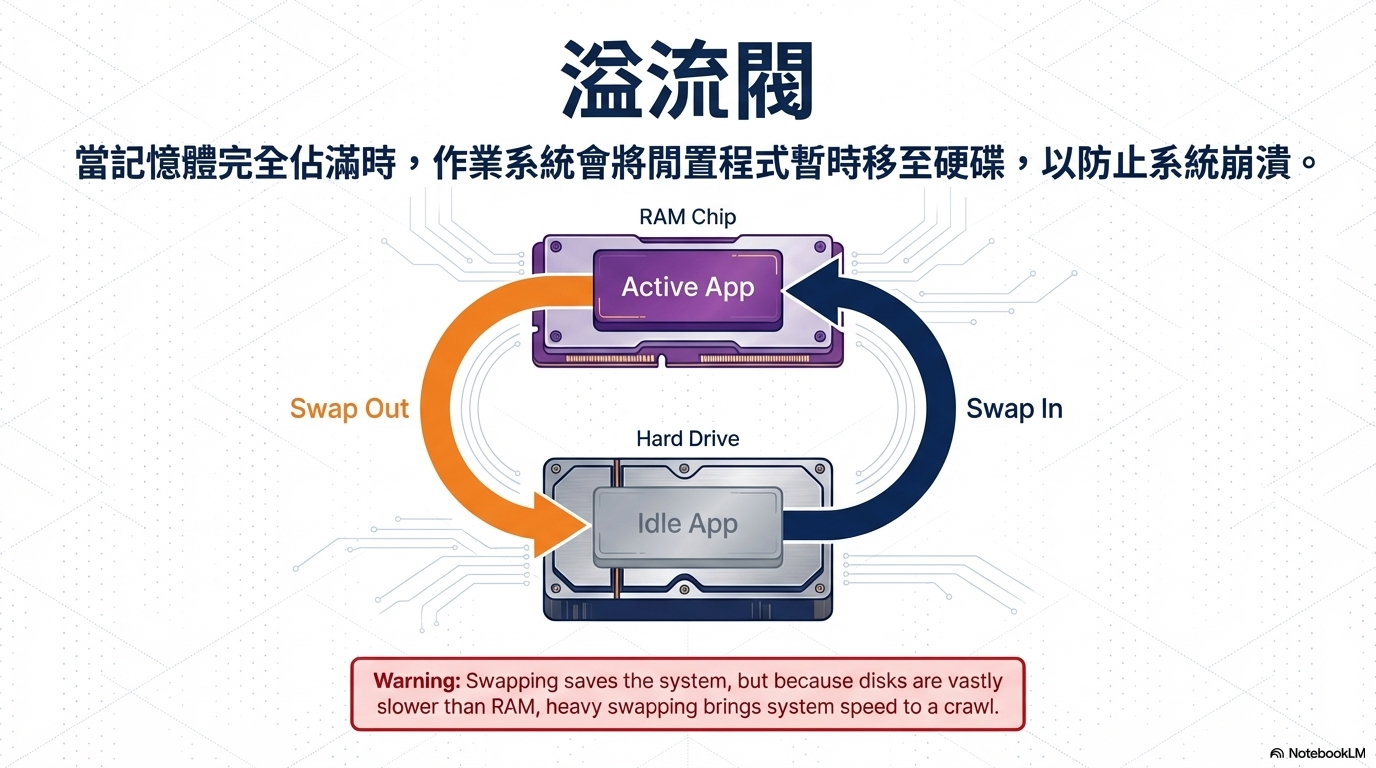 溢流閥
當記憶體完全佔滿時，作業系統會將閒置程式暫時移至硬碟，以防止系統崩潰。
RAM Chip
Active App
Swap Out
Swap In
Hard Drive
Idle App
Warning: Swapping saves the system, but because disks are vastly
slower than RAM, heavy swapping brings system speed to a crawl.
NotebookLM